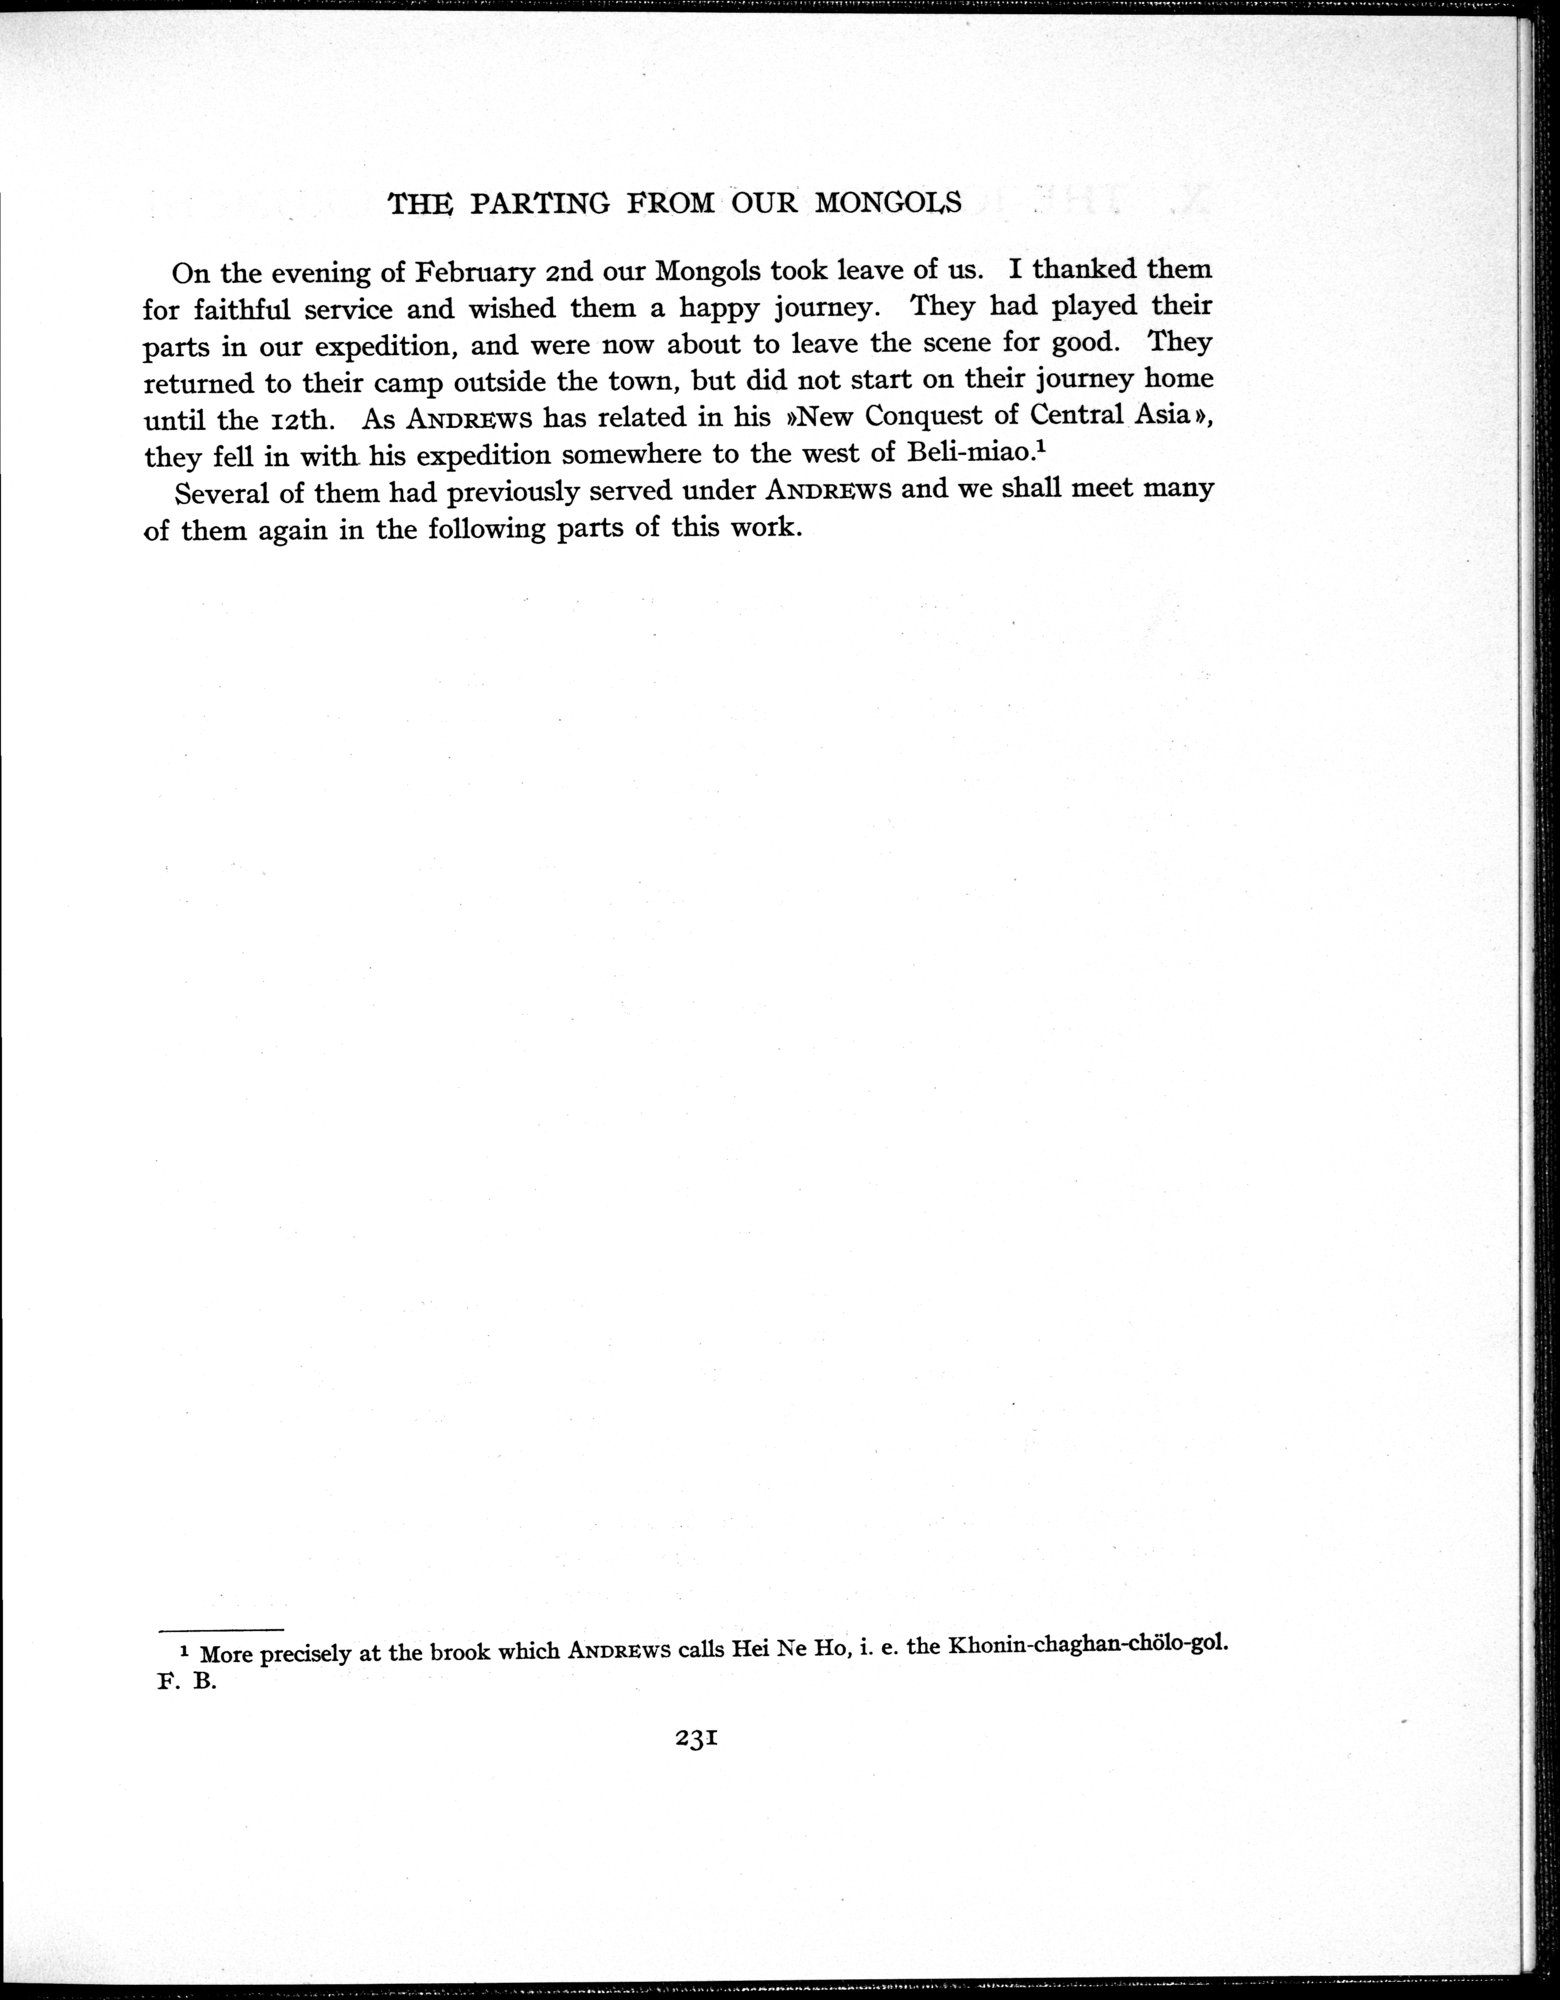 THE PARTING FROM OUR MONGOLS
On the evening of February 2nd our Mongols took leave of us. I thanked them
for faithful service and wished them a happy journey. They had played their
parts in our expedition, and were now about to leave the scene for good. They
returned to their camp outside the town, but did not start on their journey home
until the 12th. As ANDREWS has related in his »New Conquest of Central Asia»,
they fell in with his expedition somewhere to the west of Beli-miao.¹
Several of them had previously served under ANDREWS and we shall meet many
of them again in the following parts of this work.
¹ More precisely at the brook which ANDREWS calls Hei Ne Ho, i. e. the Khonin-chaghan-chölo-gol.
F. B.
231